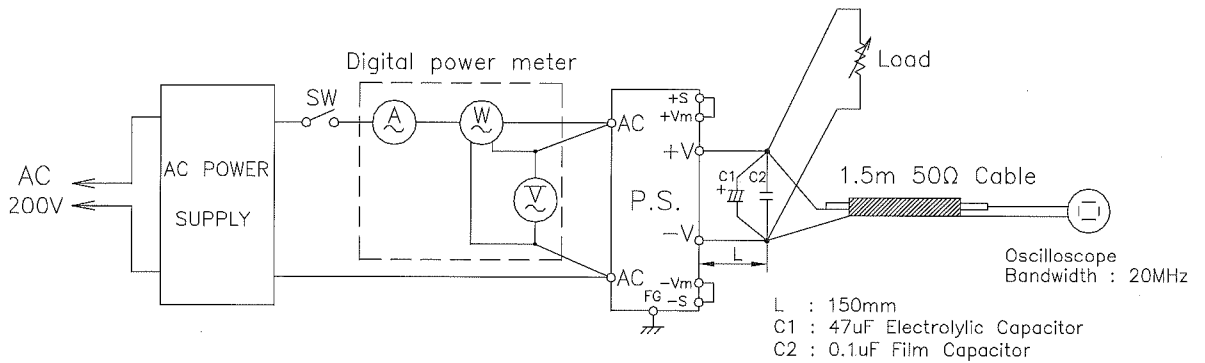 Digital power meter
SW
A
W
V
AC
200V
AC POWER
SUPPLY
AC
AC
P.S.
+S
+Vm
+V
-V
-Vm
-S
FG
C1
+
C2
L
Load
1.5m 50Ω Cable
Oscilloscope
Bandwidth : 20MHz
L : 150mm
C1 : 47uF Electrolylic Capacitor
C2 : 0.1uF Film Capacitor